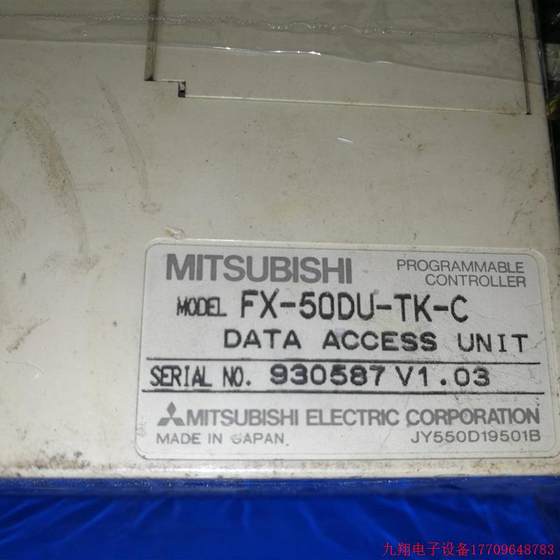 MITSUBISHI
PROGRAMMABLE
CONTROLLER
MODEL FX-50DU-TK-C
DATA ACCESS UNIT
SERIAL NO. 930587 V1.03
MITSUBISHI ELECTRIC CORPORATION
MADE IN JAPAN JY550D19501B
九翔电子设备17709648783